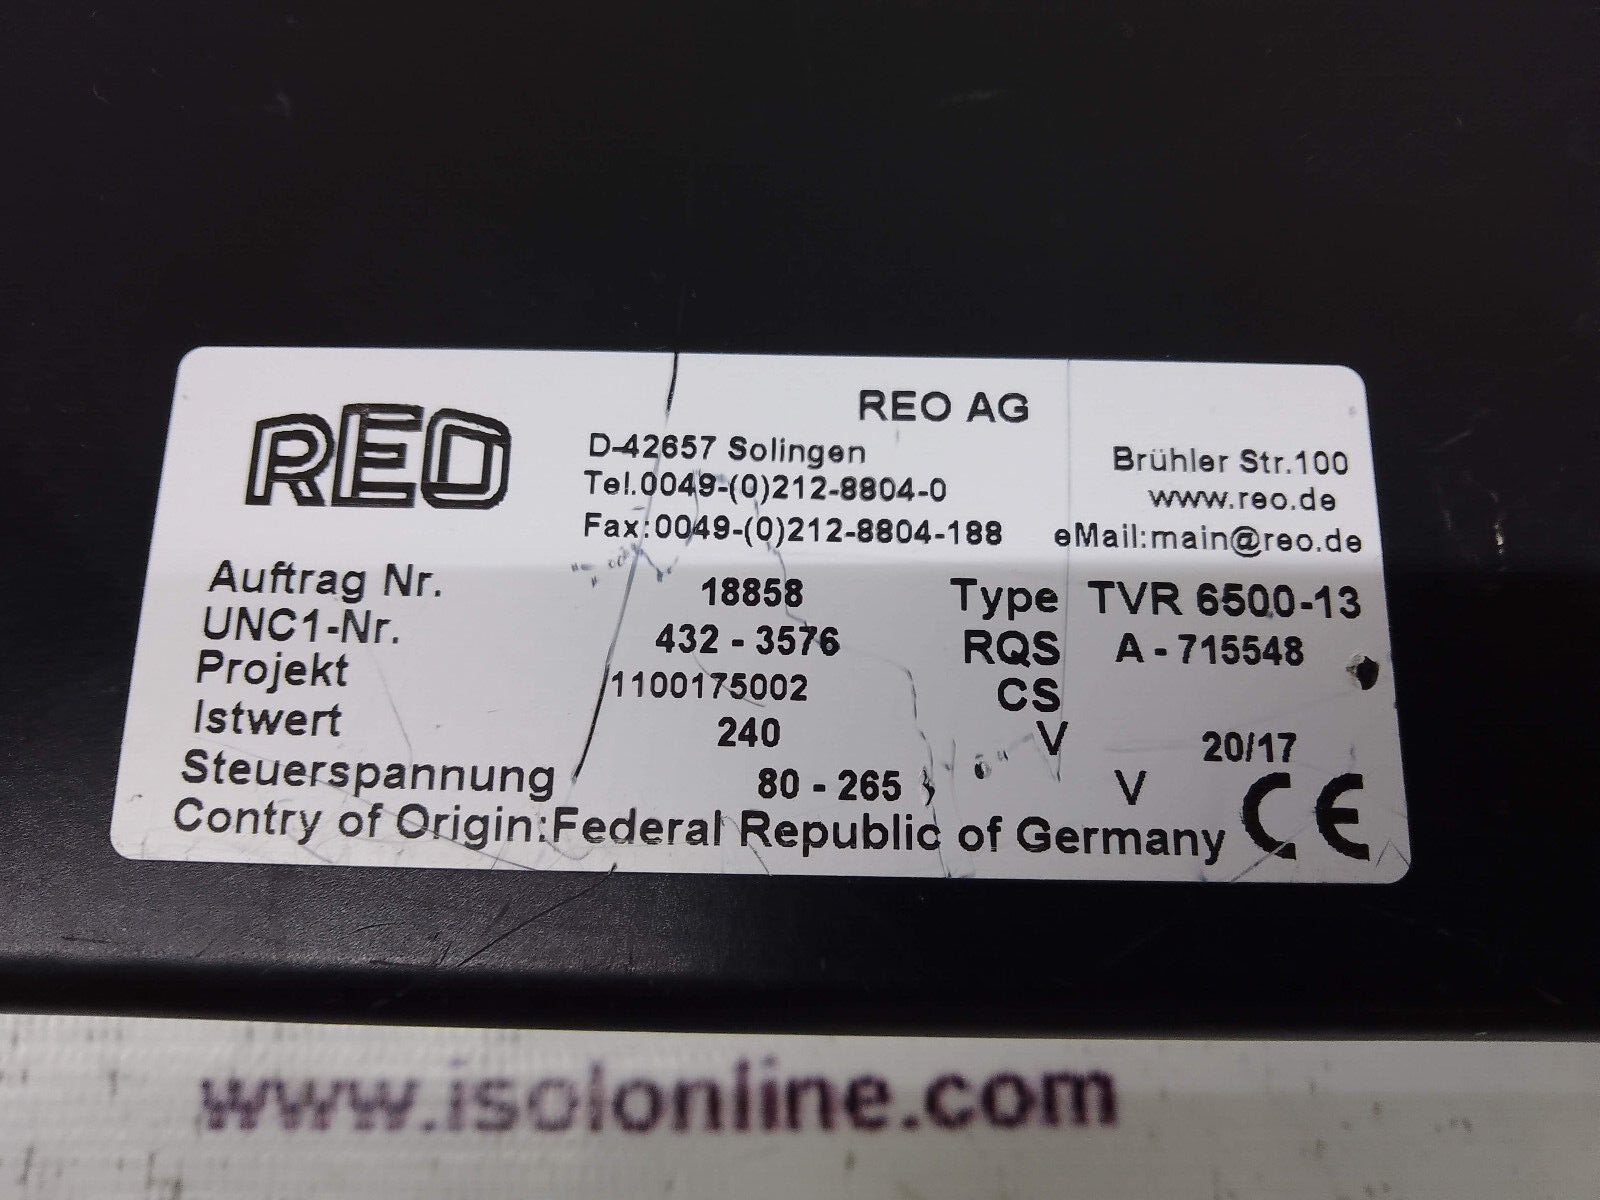 REO
REO AG
D-42657 Solingen Brühler Str.100
Tel.0049-(0)212-8804-0 www.reo.de
Fax:0049-(0)212-8804-188 eMail:main@reo.de
Auftrag Nr. 18858 Type TVR 6500-13
UNC1-Nr. 432 - 3576 RQS A - 715548
Projekt 1100175002 CS
Istwert 240 V 20/17
Steuerspannung 80 - 265 V
Contry of Origin:Federal Republic of Germany CE
www.isolonline.com